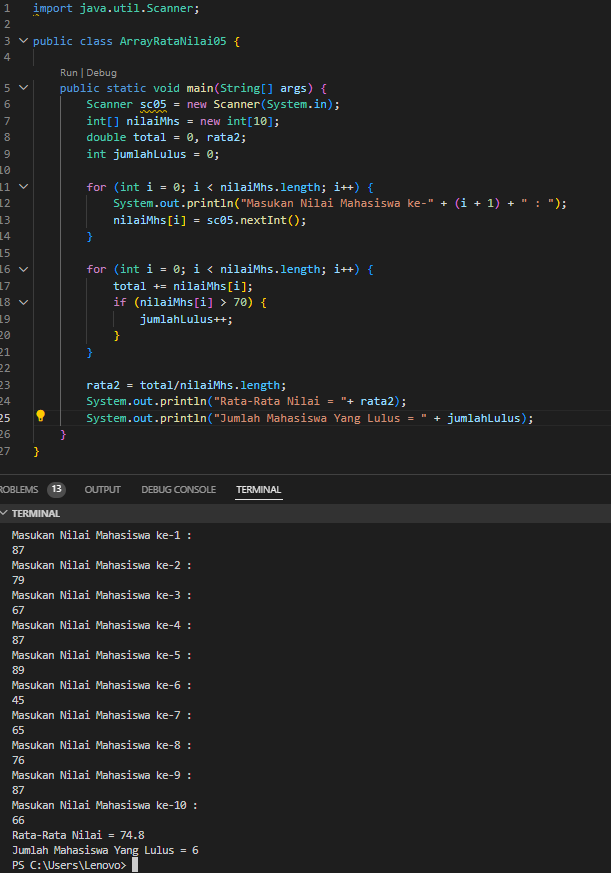 1 import java.util.Scanner;
2
3 public class ArrayRataNilai05 {
4
Run | Debug
5 public static void main(String[] args) {
6 Scanner sc05 = new Scanner(System.in);
7 int[] nilaiMhs = new int[10];
8 double total = 0, rata2;
9 int jumlahLulus = 0;
10
11 for (int i = 0; i < nilaiMhs.length; i++) {
12 System.out.println("Masukan Nilai Mahasiswa ke-" + (i + 1) + " : ");
13 nilaiMhs[i] = sc05.nextInt();
14 }
15
16 for (int i = 0; i < nilaiMhs.length; i++) {
17 total += nilaiMhs[i];
18 if (nilaiMhs[i] > 70) {
19 jumlahLulus++;
20 }
21 }
22
23 rata2 = total/nilaiMhs.length;
24 System.out.println("Rata-Rata Nilai = "+ rata2);
25 System.out.println("Jumlah Mahasiswa Yang Lulus = " + jumlahLulus);
26 }
27 }
ROBLEMS 13 OUTPUT DEBUG CONSOLE TERMINAL
TERMINAL
Masukan Nilai Mahasiswa ke-1 :
87
Masukan Nilai Mahasiswa ke-2 :
79
Masukan Nilai Mahasiswa ke-3 :
67
Masukan Nilai Mahasiswa ke-4 :
87
Masukan Nilai Mahasiswa ke-5 :
89
Masukan Nilai Mahasiswa ke-6 :
45
Masukan Nilai Mahasiswa ke-7 :
65
Masukan Nilai Mahasiswa ke-8 :
76
Masukan Nilai Mahasiswa ke-9 :
87
Masukan Nilai Mahasiswa ke-10 :
66
Rata-Rata Nilai = 74.8
Jumlah Mahasiswa Yang Lulus = 6
PS C:\Users\Lenovo>